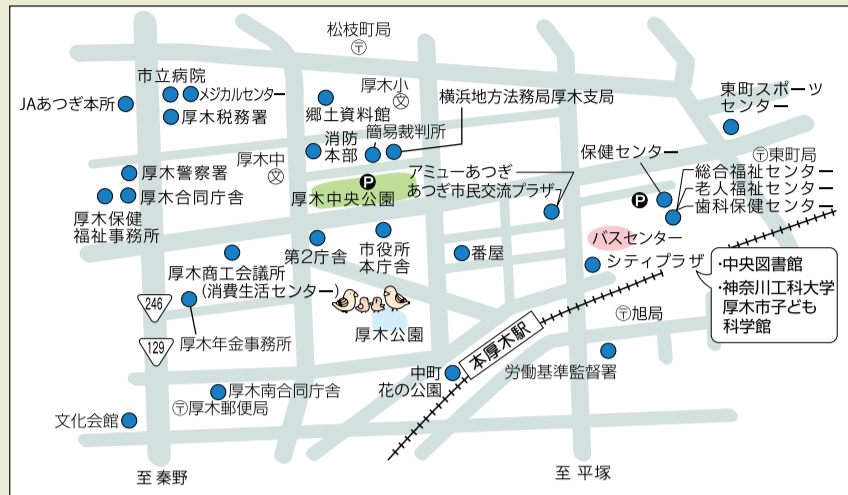 松枝町局
〒
市立病院
メジカルセンター
JAあつぎ本所
厚木税務署
郷土資料館
厚木小
文
横浜地方法務局厚木支局
東町スポーツ
センター
消防
本部
簡易裁判所
厚木中
文
厚木警察署
厚木合同庁舎
厚木保健
福祉事務所
P
厚木中央公園
アミューあつぎ
あつぎ市民交流プラザ
保健センター
〒東町局
総合福祉センター
老人福祉センター
歯科保健センター
P
バスセンター
シティプラザ
・中央図書館
・神奈川工科大学
厚木市子ども
科学館
第2庁舎
市役所
本庁舎
番屋
厚木商工会議所
(消費生活センター)
厚木公園
246
129
厚木年金事務所
〒旭局
本厚木駅
労働基準監督署
中町
花の公園
厚木南合同庁舎
〒厚木郵便局
文化会館
至 秦野
至 平塚